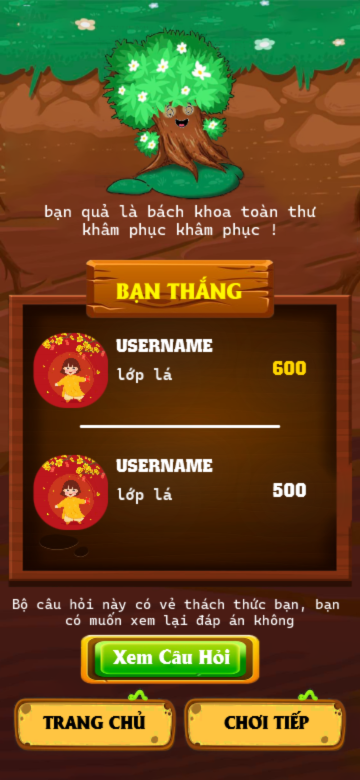 bạn quả là bách khoa toàn thư
khâm phục khâm phục !
BẠN THẮNG
USERNAME
lớp lá
600
USERNAME
lớp lá
500
Bộ câu hỏi này có vẻ thách thức bạn, bạn
có muốn xem lại đáp án không
Xem Câu Hỏi
TRANG CHỦ
CHƠI TIẾP